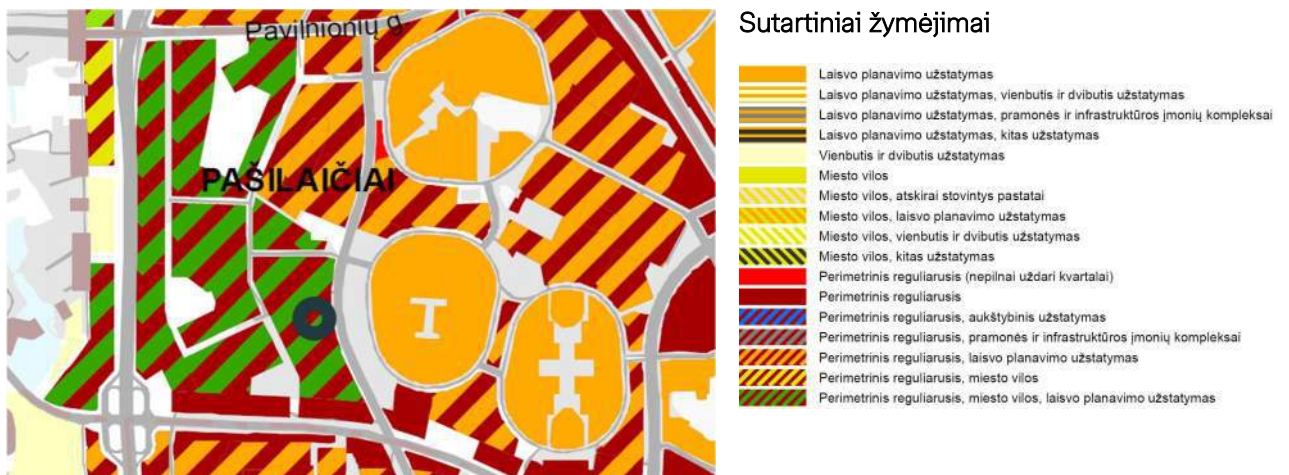 Pavilnionių g
PAŠILAIČIAI
Sutartiniai žymėjimai
Laisvo planavimo užstatymas
Laisvo planavimo užstatymas, vienbutis ir dvibutis užstatymas
Laisvo planavimo užstatymas, pramonės ir infrastruktūros įmonių kompleksai
Laisvo planavimo užstatymas, kitas užstatymas
Vienbutis ir dvibutis užstatymas
Miesto vilos
Miesto vilos, atskirai stovintys pastatai
Miesto vilos, laisvo planavimo užstatymas
Miesto vilos, vienbutis ir dvibutis užstatymas
Miesto vilos, kitas užstatymas
Perimetrinis reguliarusis (nepilnai uždari kvartalai)
Perimetrinis reguliarusis
Perimetrinis reguliarusis, aukštybinis užstatymas
Perimetrinis reguliarusis, pramonės ir infrastruktūros įmonių kompleksai
Perimetrinis reguliarusis, laisvo planavimo užstatymas
Perimetrinis reguliarusis, miesto vilos
Perimetrinis reguliarusis, miesto vilos, laisvo planavimo užstatymas